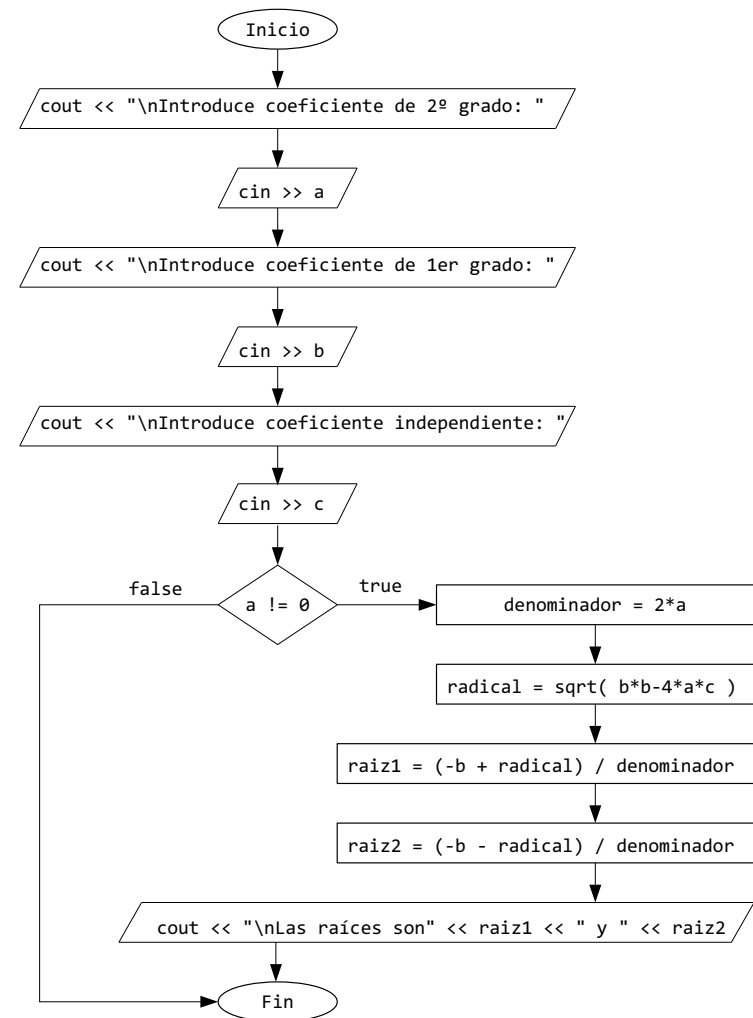 Inicio
cout << "\nIntroduce coeficiente de 2º grado: "
cin >> a
cout << "\nIntroduce coeficiente de 1er grado: "
cin >> b
cout << "\nIntroduce coeficiente independiente: "
cin >> c
false
a != 0
true
denominador = 2*a
radical = sqrt( b*b-4*a*c )
raiz1 = (-b + radical) / denominador
raiz2 = (-b - radical) / denominador
cout << "\nLas raíces son" << raiz1 << " y " << raiz2
Fin